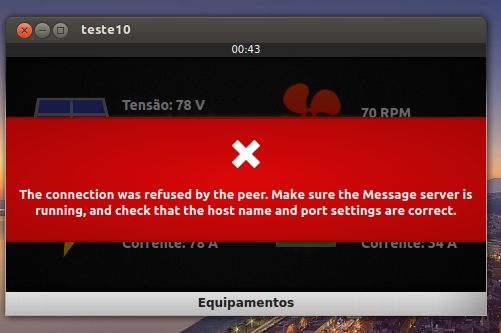 teste10
00:43
Tensão: 78 V
70 RPM
The connection was refused by the peer. Make sure the Message server is
running, and check that the host name and port settings are correct.
Corrente: 78 A
Corrente: 34 A
Equipamentos